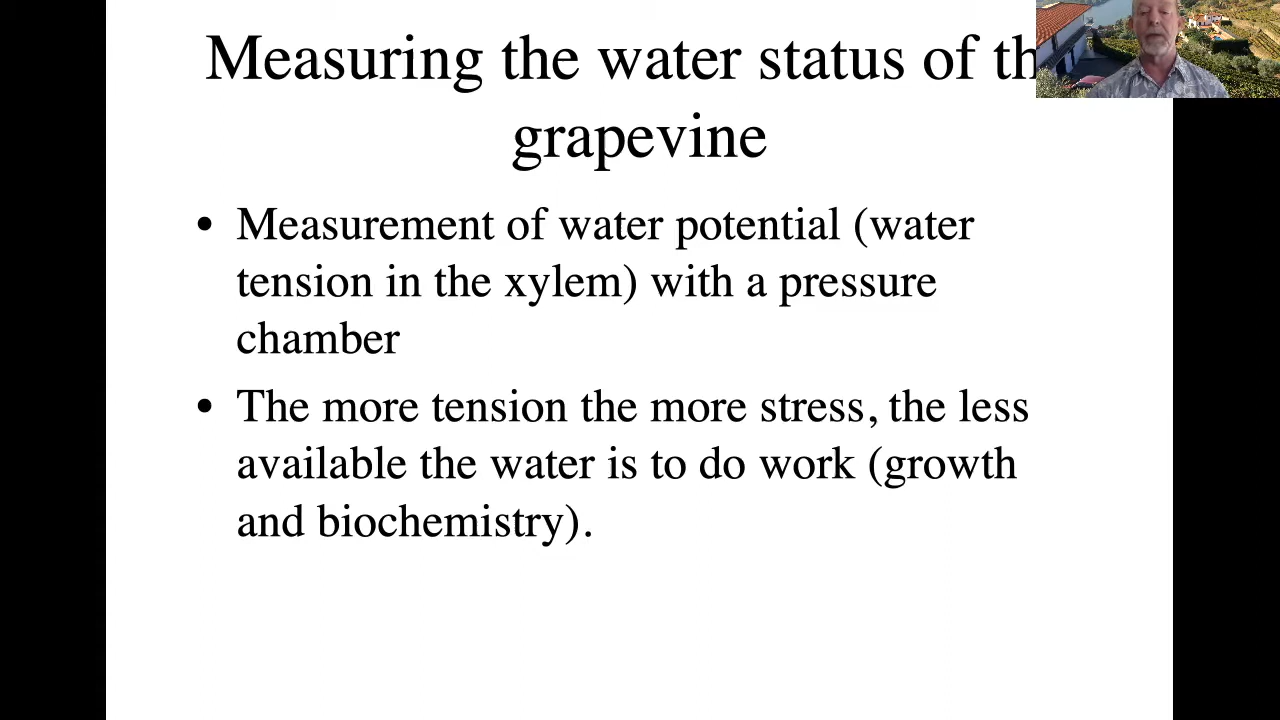 Measuring the water status of th
grapevine
• Measurement of water potential (water
tension in the xylem) with a pressure
chamber
• The more tension the more stress, the less
available the water is to do work (growth
and biochemistry).